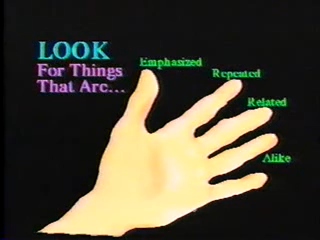 LOOK
For Things
That Are...
Emphasized
Repeated
Related
Alike